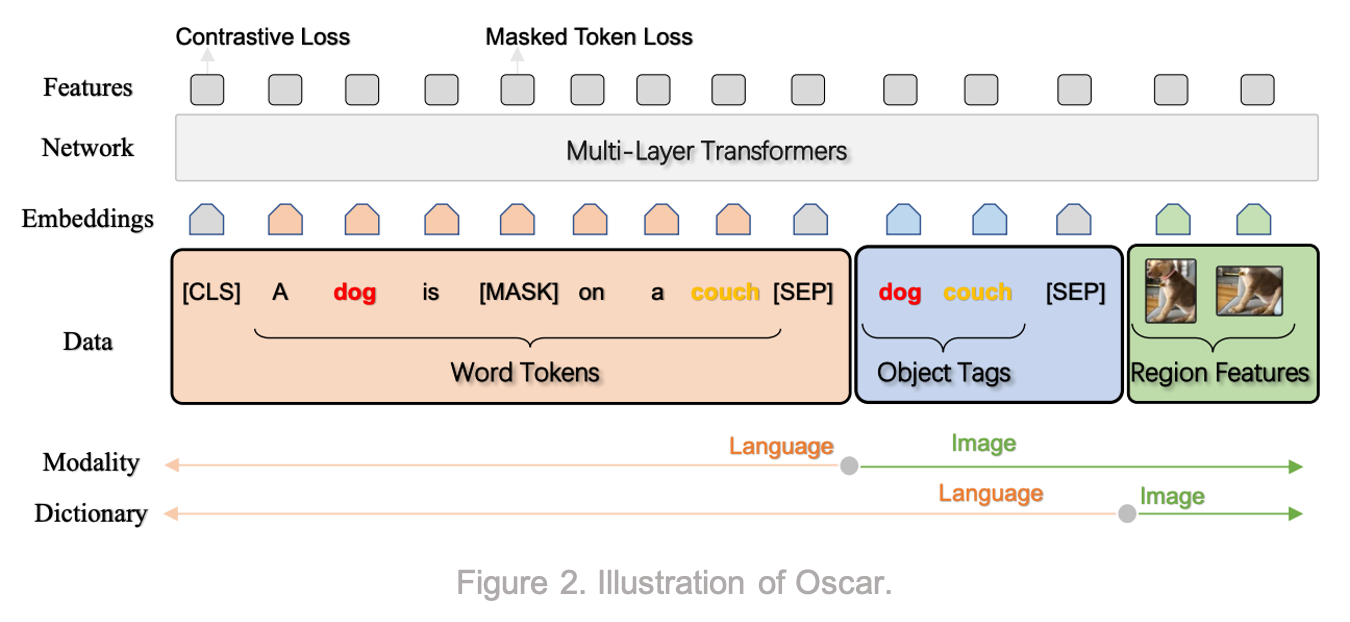 Contrastive Loss Masked Token Loss
Features
Network Multi-Layer Transformers
Embeddings
Data [CLS] A dog is [MASK] on a couch [SEP] dog couch [SEP]
Word Tokens Object Tags Region Features
Modality Language Image
Dictionary Language Image
Figure 2. Illustration of Oscar.